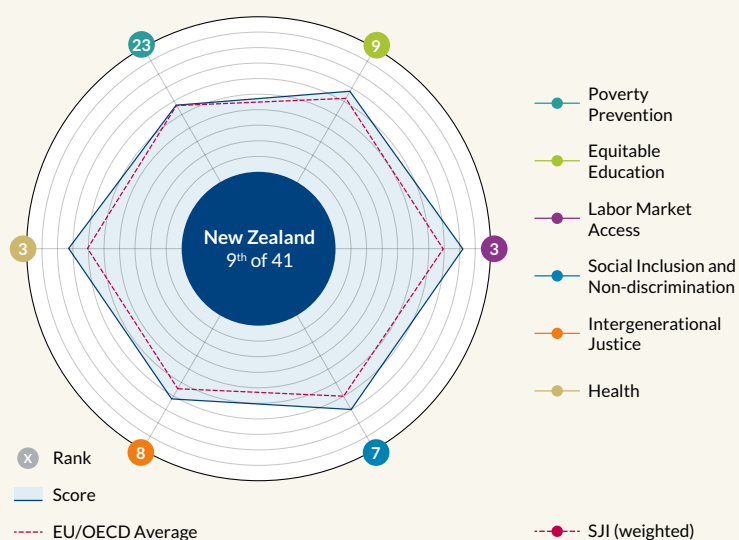 23
9
Poverty
Prevention
Equitable
Education
Labor Market
Access
3
New Zealand
9th of 41
3
Social Inclusion and
Non-discrimination
Intergenerational
Justice
Health
8
7
x Rank
Score
EU/OECD Average
SJI (weighted)